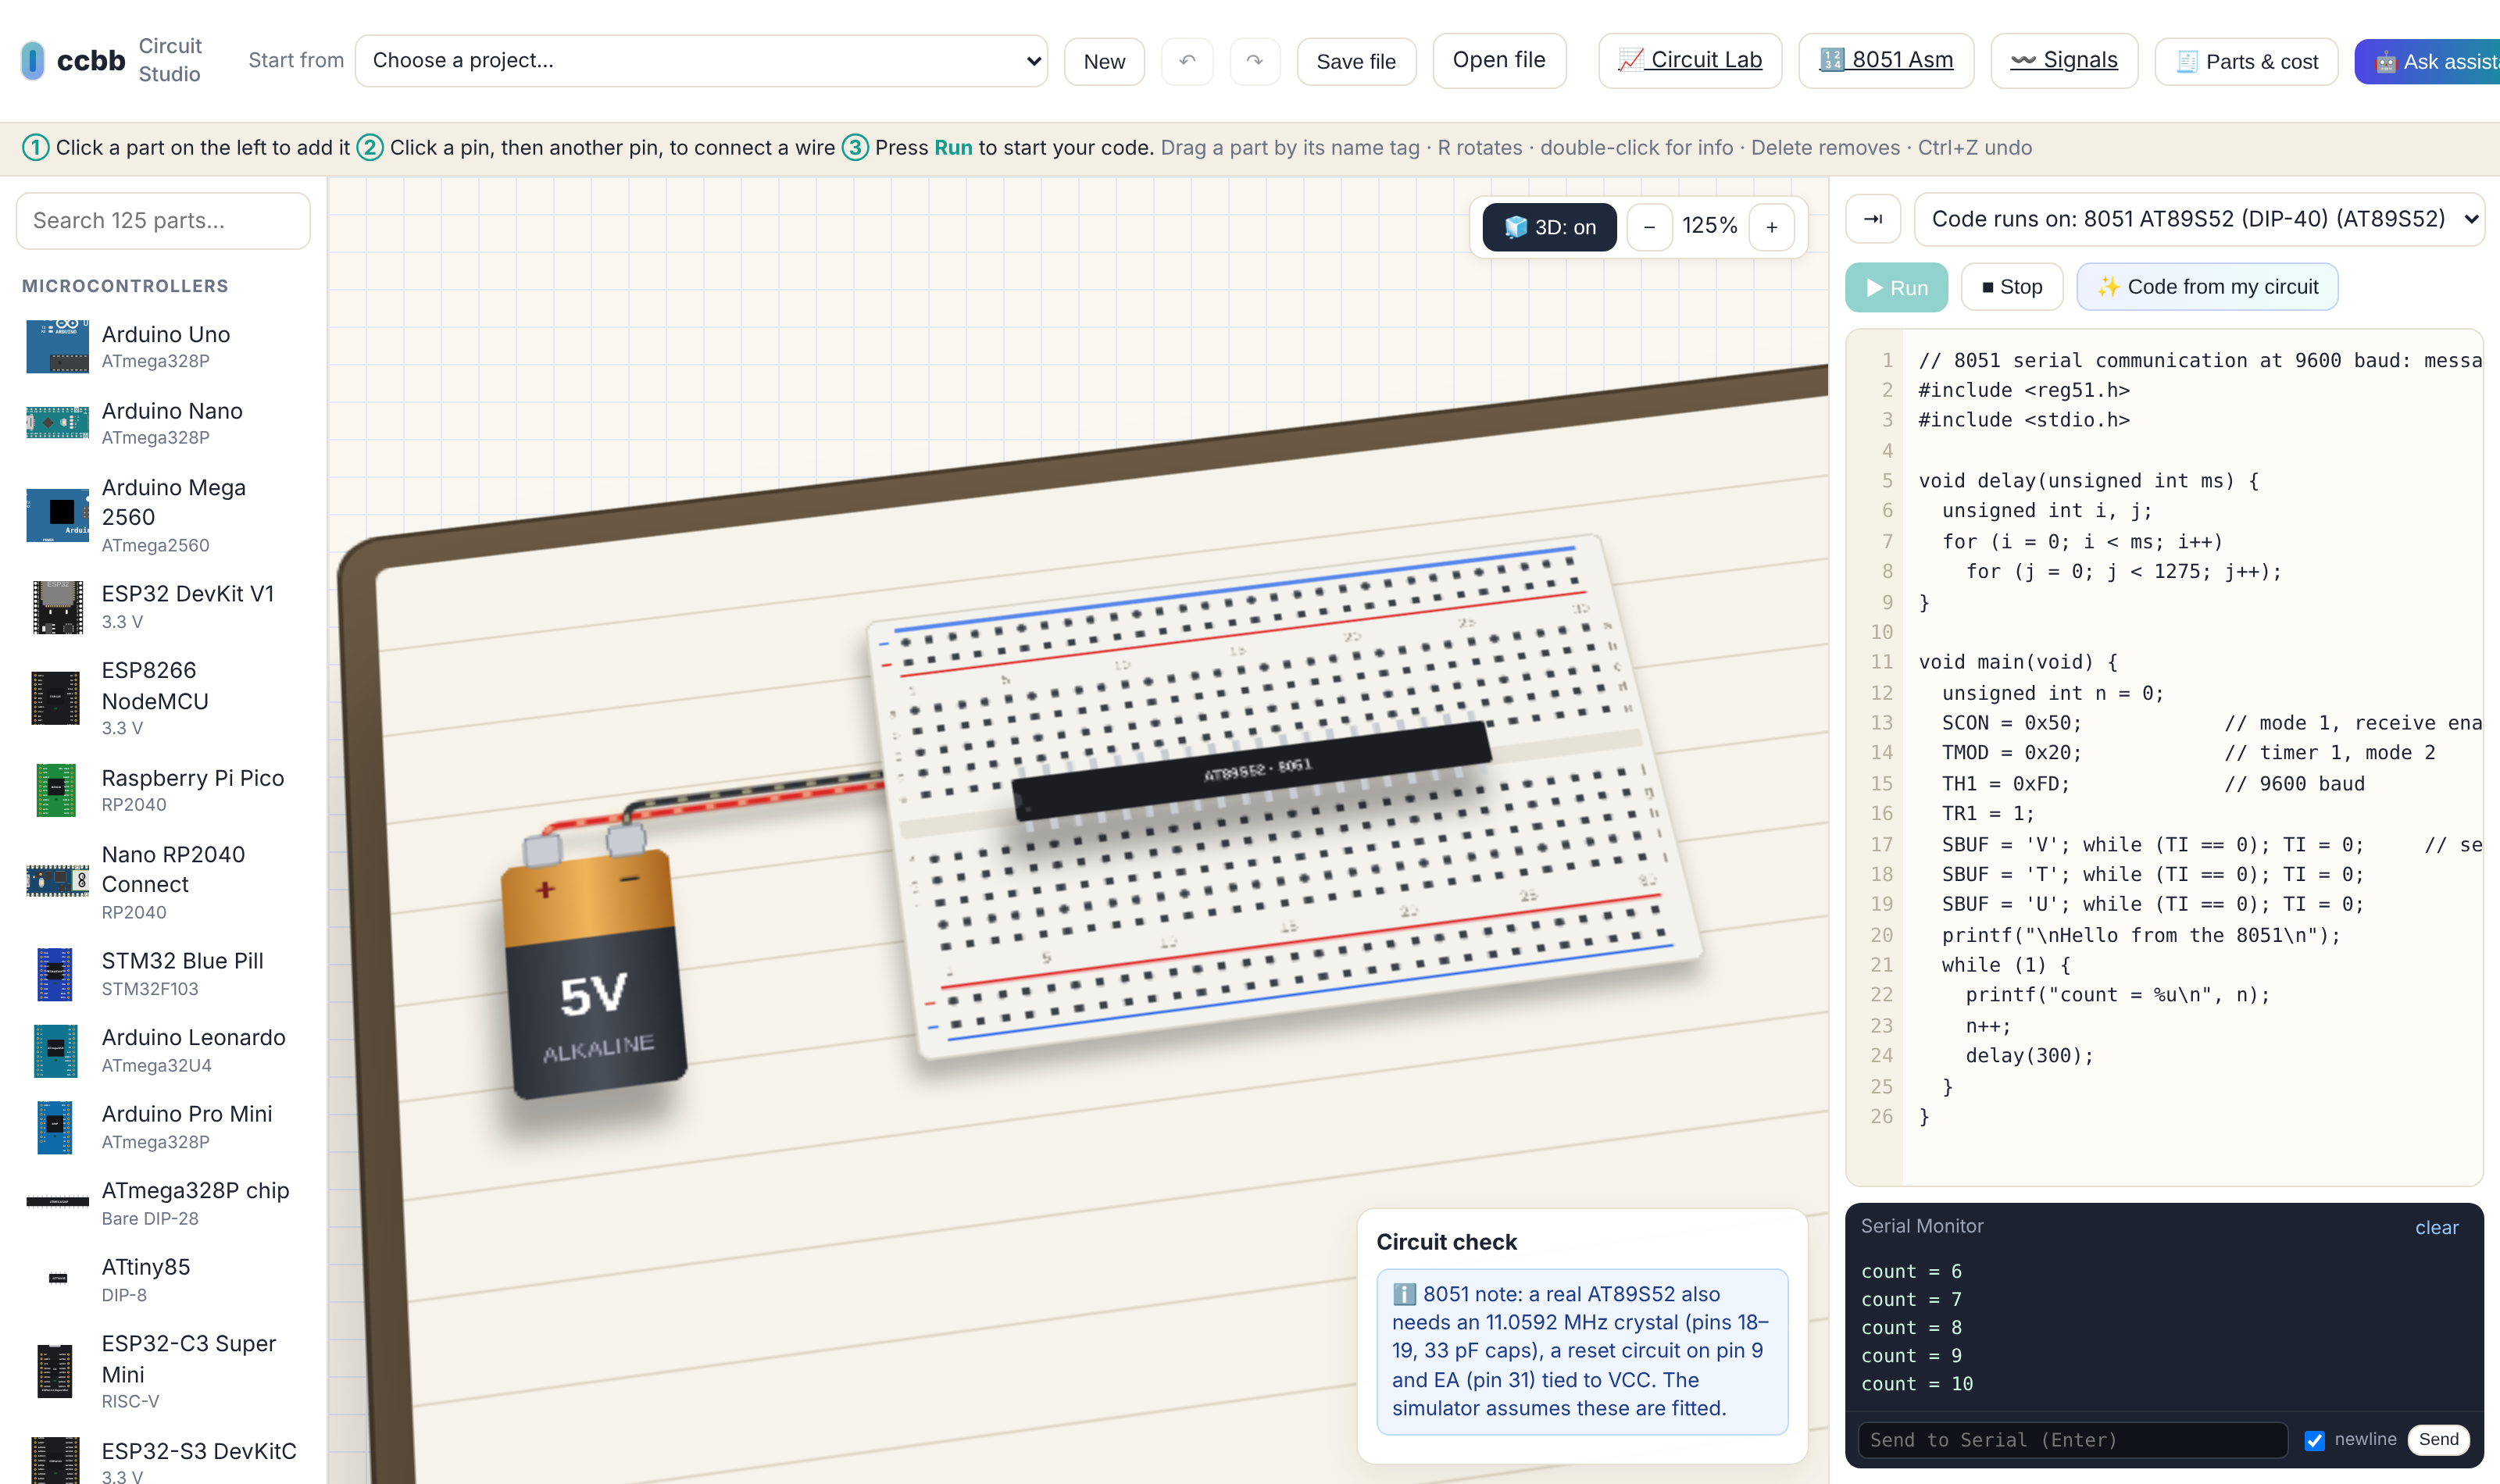 ccbb
Circuit Studio
Start from
Choose a project...
New
↶
↷
Save file
Open file
📈 Circuit Lab
🔢 8051 Asm
〰️ Signals
🧾 Parts & cost
🤖 Ask assist
1 Click a part on the left to add it 2 Click a pin, then another pin, to connect a wire 3 Press Run to start your code. Drag a part by its name tag · R rotates · double-click for info · Delete removes · Ctrl+Z undo
Search 125 parts...
MICROCONTROLLERS
Arduino Uno
ATmega328P
Arduino Nano
ATmega328P
Arduino Mega
2560
ATmega2560
ESP32 DevKit V1
3.3 V
ESP8266
NodeMCU
3.3 V
Raspberry Pi Pico
RP2040
Nano RP2040
Connect
RP2040
STM32 Blue Pill
STM32F103
Arduino Leonardo
ATmega32U4
Arduino Pro Mini
ATmega328P
ATmega328P chip
Bare DIP-28
ATtiny85
DIP-8
ESP32-C3 Super
Mini
RISC-V
ESP32-S3 DevKitC
3.3 V
🧊 3D: on
−
125%
+
AT89S52 · 8051
+ −
5V
ALKALINE
Circuit check
ℹ️ 8051 note: a real AT89S52 also
needs an 11.0592 MHz crystal (pins 18–
19, 33 pF caps), a reset circuit on pin 9
and EA (pin 31) tied to VCC. The
simulator assumes these are fitted.
⇥
Code runs on: 8051 AT89S52 (DIP-40) (AT89S52)
▶ Run
■ Stop
✨ Code from my circuit
1 // 8051 serial communication at 9600 baud: messa
2 #include <reg51.h>
3 #include <stdio.h>
4
5 void delay(unsigned int ms) {
6   unsigned int i, j;
7   for (i = 0; i < ms; i++)
8     for (j = 0; j < 1275; j++);
9 }
10
11 void main(void) {
12   unsigned int n = 0;
13   SCON = 0x50;            // mode 1, receive ena
14   TMOD = 0x20;            // timer 1, mode 2
15   TH1 = 0xFD;             // 9600 baud
16   TR1 = 1;
17   SBUF = 'V'; while (TI == 0); TI = 0;     // se
18   SBUF = 'T'; while (TI == 0); TI = 0;
19   SBUF = 'U'; while (TI == 0); TI = 0;
20   printf("\nHello from the 8051\n");
21   while (1) {
22     printf("count = %u\n", n);
23     n++;
24     delay(300);
25   }
26 }
Serial Monitor
clear
count = 6
count = 7
count = 8
count = 9
count = 10
Send to Serial (Enter)
newline
Send